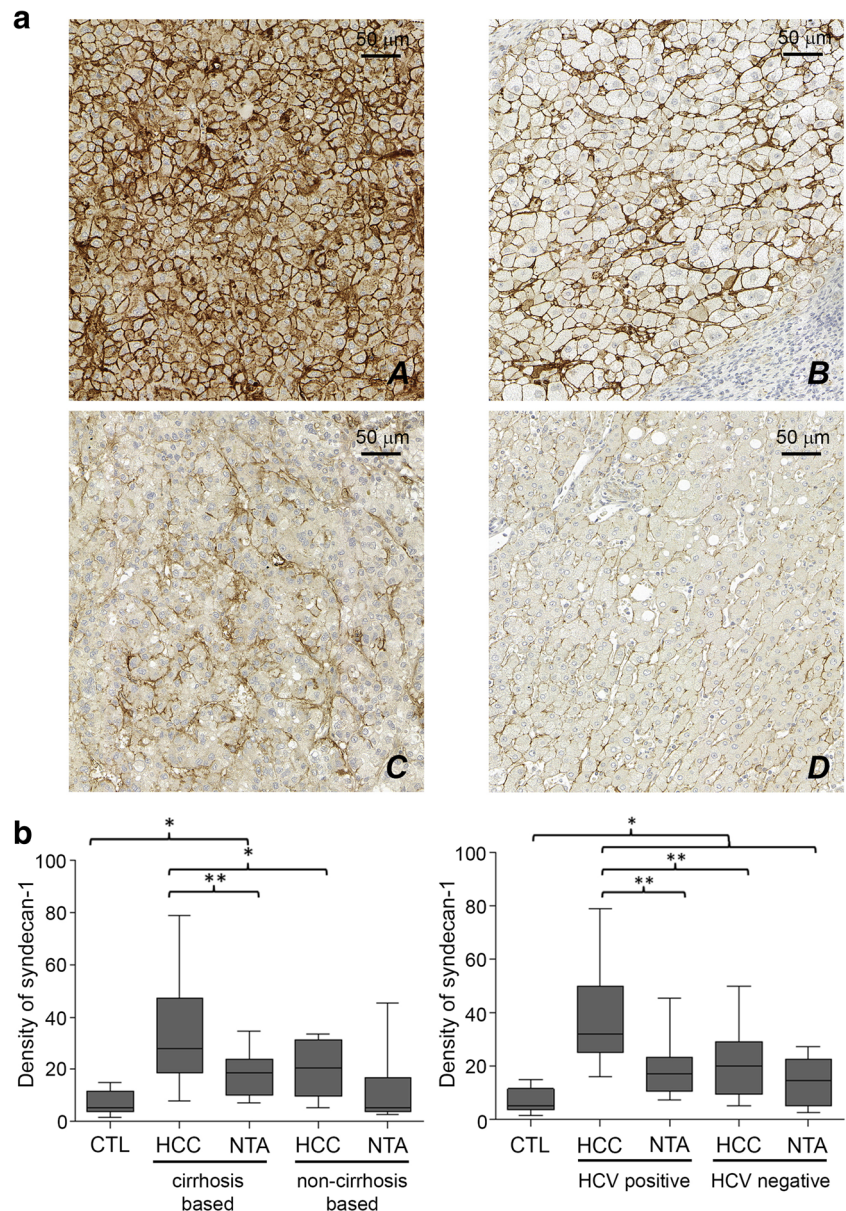 a
50 μm
50 μm
A
B
50 μm
50 μm
C
D
b
*
*
**
Density of syndecan-1
100
80
60
40
20
0
CTL HCC NTA HCC NTA
cirrhosis based
non-cirrhosis based
*
**
**
Density of syndecan-1
100
80
60
40
20
0
CTL HCC NTA HCC NTA
HCV positive HCV negative